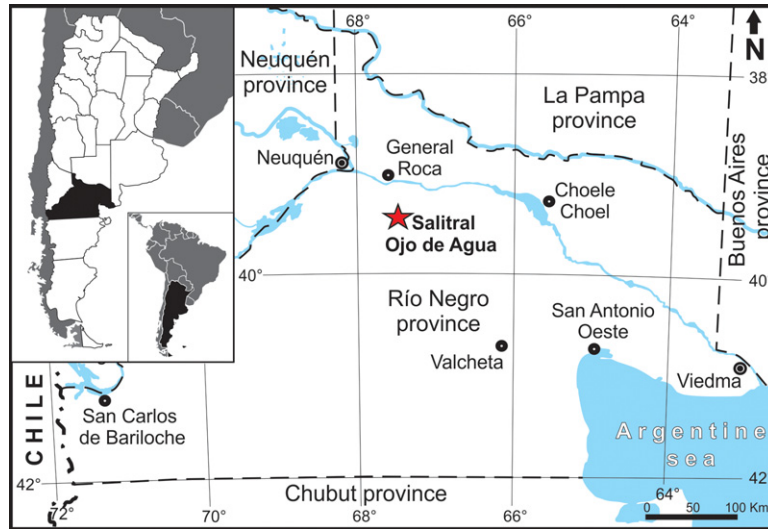 68°
66°
64°
N
38
Neuquén
province
La Pampa
province
General
Roca
Neuquén
Choele
Choel
Buenos Aires
province
Salitral
Ojo de Agua
40°
40
Río Negro
province
San Antonio
Oeste
Valcheta
Viedma
CHILE
San Carlos
de Bariloche
Argentine
sea
42°
42
Chubut province
72°
70°
68°
66°
64°
0 50 100 Km